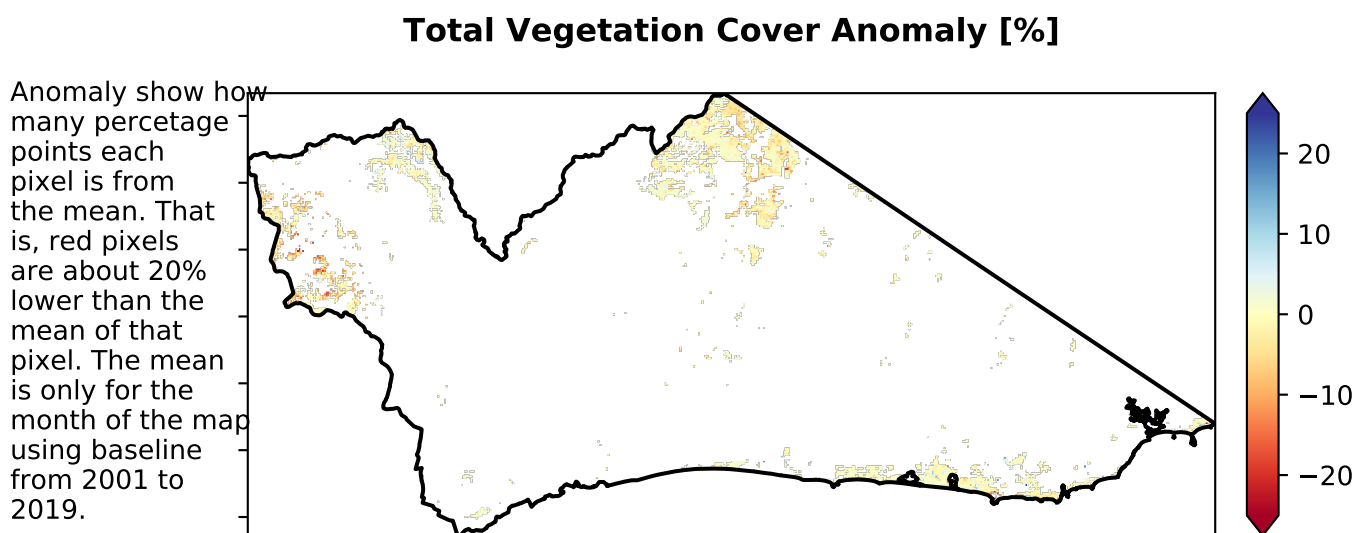 Total Vegetation Cover Anomaly [%]
Anomaly show how
many percetage
points each
pixel is from
the mean. That
is, red pixels
are about 20%
lower than the
mean of that
pixel. The mean
is only for the
month of the map
using baseline
from 2001 to
2019.
20
10
0
−10
−20